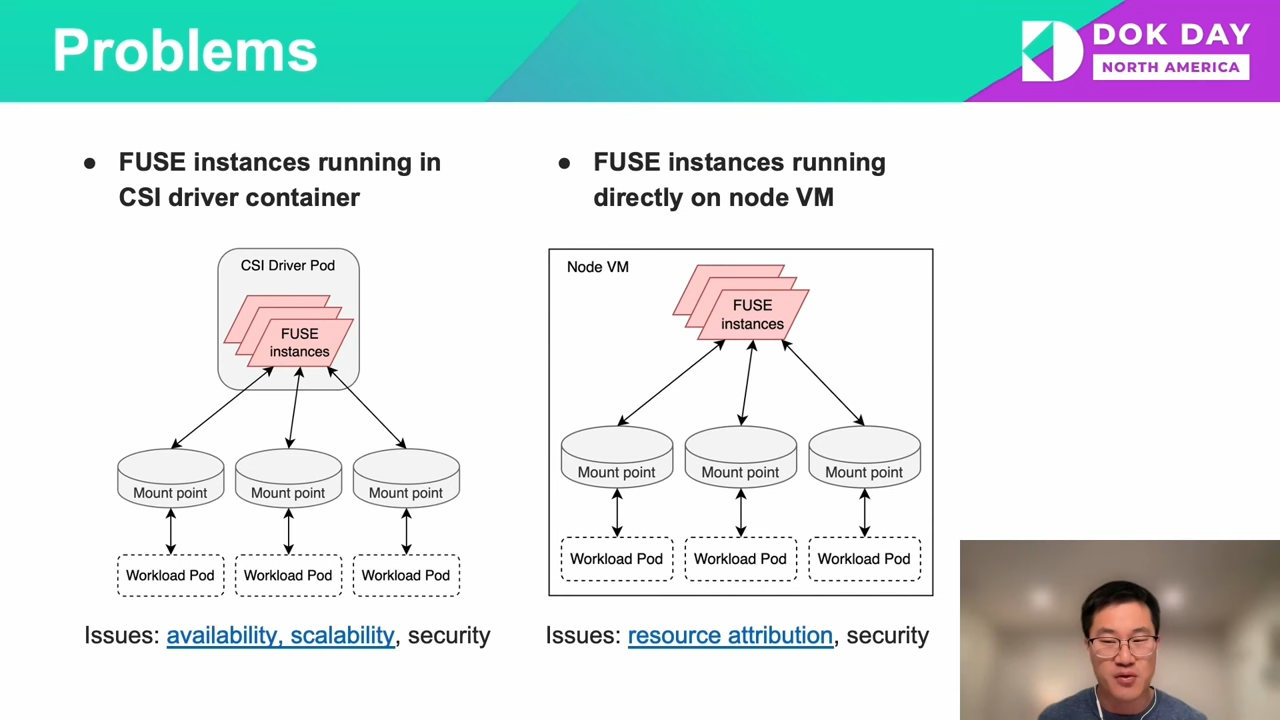 Problems
DOK DAY
NORTH AMERICA
● FUSE instances running in
CSI driver container
CSI Driver Pod
FUSE
instances
Mount point
Mount point
Mount point
Workload Pod
Workload Pod
Workload Pod
Issues: availability, scalability, security
● FUSE instances running
directly on node VM
Node VM
FUSE
instances
Mount point
Mount point
Mount point
Workload Pod
Workload Pod
Workload Pod
Issues: resource attribution, security